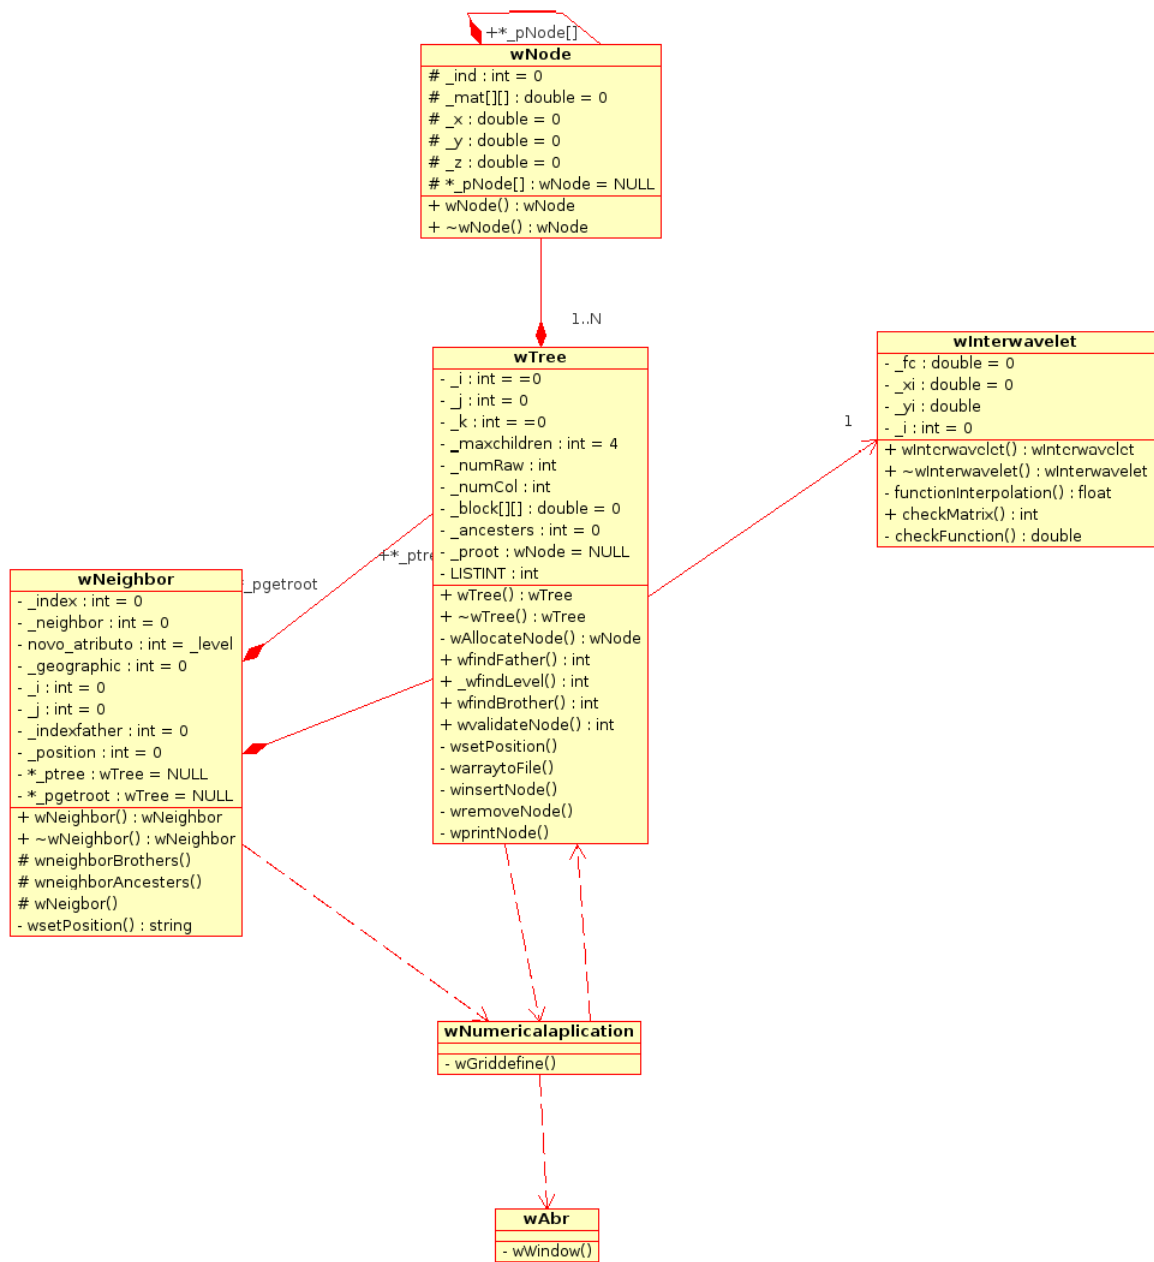 +*_pNode[]
wNode
# _ind : int = 0
# _mat[][] : double = 0
# _x : double = 0
# _y : double = 0
# _z : double = 0
# *_pNode[] : wNode = NULL
+ wNode() : wNode
+ ~wNode() : wNode
1..N
wTree
- _i : int = =0
- _j : int = 0
- _k : int = =0
- _maxchildren : int = 4
- _numRaw : int
- _numCol : int
- _block[][] : double = 0
- _ancesters : int = 0
- _proot : wNode = NULL
- LISTINT : int
+ wTree() : wTree
+ ~wTree() : wTree
- wAllocateNode() : wNode
+ wfindFather() : int
+ _wfindLevel() : int
+ wfindBrother() : int
+ wvalidateNode() : int
- wsetPosition()
- warraytoFile()
- winsertNode()
- wremoveNode()
- wprintNode()
1
wInterwavelet
- _fc : double = 0
- _xi : double = 0
- _yi : double
- _i : int = 0
+ wInterwavelet() : wInterwavelet
+ ~wInterwavelet() : wInterwavelet
- functionInterpolation() : float
+ checkMatrix() : int
- checkFunction() : double
+*_ptre
_pgetroot
wNeighbor
- _index : int = 0
- _neighbor : int = 0
- novo_atributo : int = _level
- _geographic : int = 0
- _i : int = 0
- _j : int = 0
- _indexfather : int = 0
- _position : int = 0
- *_ptree : wTree = NULL
- *_pgetroot : wTree = NULL
+ wNeighbor() : wNeighbor
+ ~wNeighbor() : wNeighbor
# wneighborBrothers()
# wneighborAncesters()
# wNeigbor()
- wsetPosition() : string
wNumericalaplication
- wGriddefine()
wAbr
- wWindow()